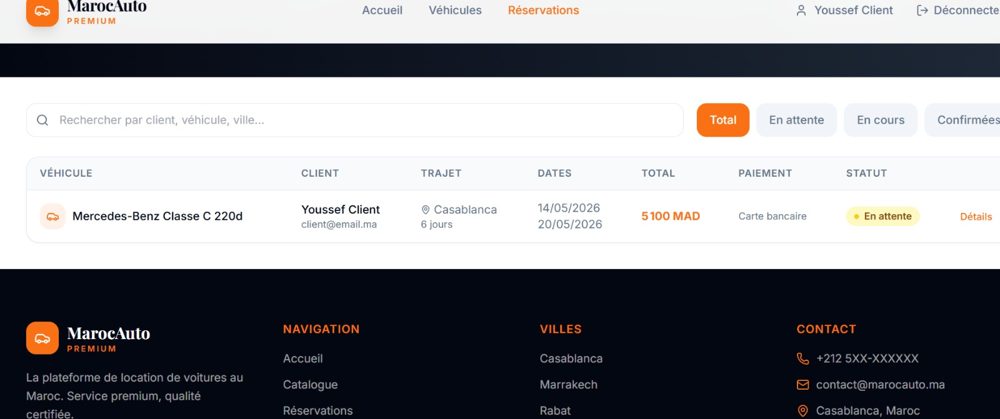 MarocAuto
PREMIUM
Accueil
Véhicules
Réservations
Youssef Client
Rechercher par client, véhicule, ville...
Total
En attente
En cours
Confirmées
VÉHICULE
CLIENT
TRAJET
DATES
TOTAL
PAIEMENT
STATUT
Mercedes-Benz Classe C 220d
Youssef Client
client@email.ma
Casablanca
6 jours
14/05/2026
20/05/2026
5 100 MAD
Carte bancaire
En attente
Détails
MarocAuto
PREMIUM
La plateforme de location de voitures au
Maroc. Service premium, qualité
certifiée.
NAVIGATION
Accueil
Catalogue
Réservations
VILLES
Casablanca
Marrakech
Rabat
CONTACT
+212 5XX-XXXXXX
contact@marocauto.ma
Casablanca, Maroc